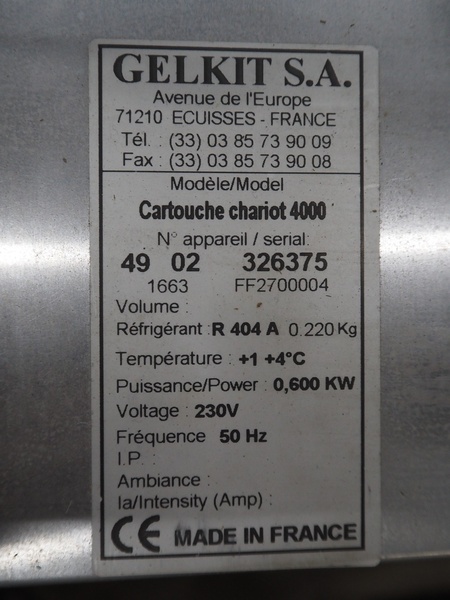 GELKIT S.A.
Avenue de l'Europe
71210 ECUISSES - FRANCE
Tél. : (33) 03 85 73 90 09
Fax : (33) 03 85 73 90 08
Modèle/Model
Cartouche chariot 4000
N° appareil / serial:
49 02 326375
1663 FF2700004
Volume :
Réfrigérant : R 404 A 0.220 Kg
Température : +1 +4°C
Puissance/Power : 0,600 KW
Voltage : 230V
Fréquence 50 Hz
I.P. :
Ambiance :
Ia/Intensity (Amp) :
CE MADE IN FRANCE